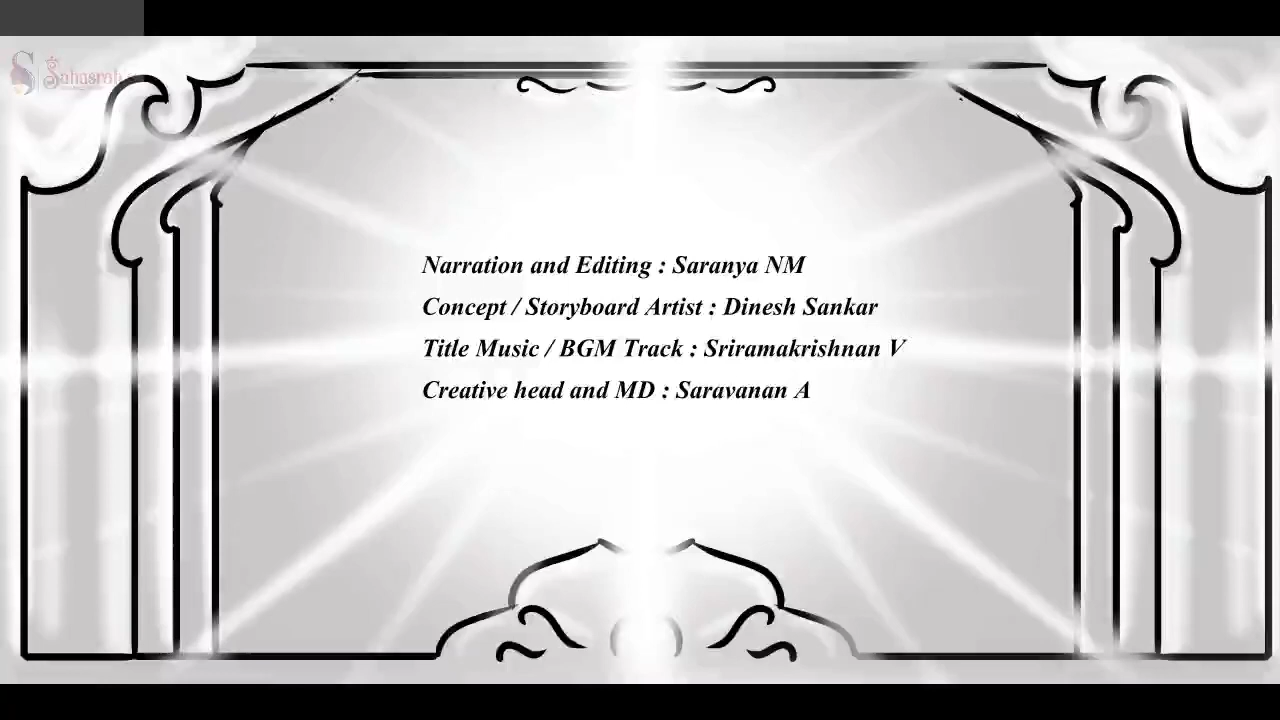 Sahasrah
Narration and Editing : Saranya NM
Concept / Storyboard Artist : Dinesh Sankar
Title Music / BGM Track : Sriramakrishnan V
Creative head and MD : Saravanan A